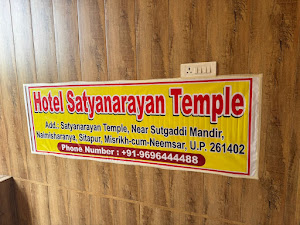 Hotel Satyanarayan Temple
Add.: Satyanarayan Temple, Near Sutgaddi Mandir,
Naimisharanya, Sitapur, Misrikh-cum-Neemsar, U.P. 261402
Phone Number : +91-9696444488